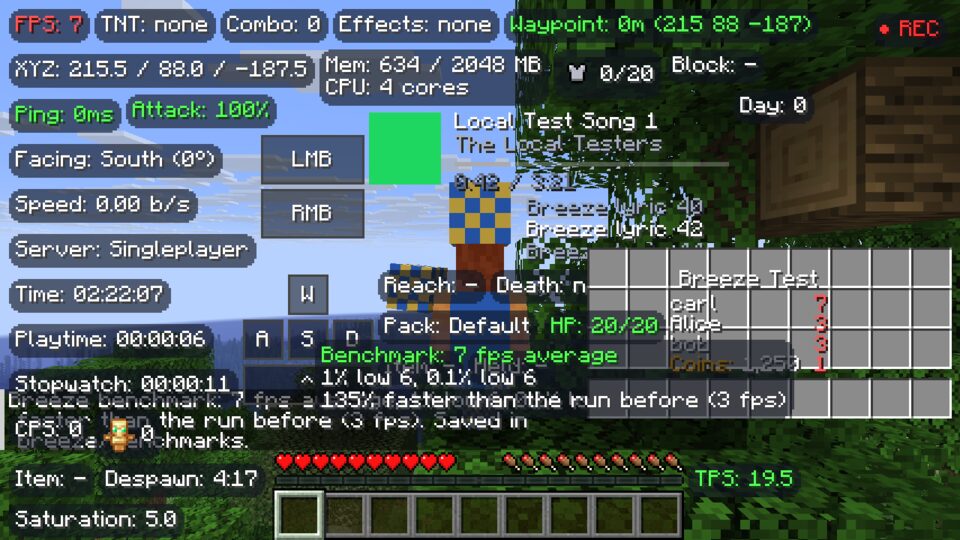 FPS: 7 TNT: none Combo: 0 Effects: none Waypoint: 0m (215 88 -187)
REC
XYZ: 215.5 / 88.0 / -187.5
Mem: 634 / 2048 MB
CPU: 4 cores
0/20
Block: -
Day: 0
Ping: 0ms
Attack: 100%
Local Test Song 1
The Local Testers
Facing: South (0°)
LMB
0:42 / 3:21
Speed: 0.00 b/s
RMB
Breeze lyric 40
Breeze lyric 42
Breeze
Server: Singleplayer
Time: 02:22:07
W
Reach: - Death: n
Breeze Test
carl 7
Alice 3
bob 3
Coins: 1,250 1
Playtime: 00:00:06
A S D
Pack: Default HP: 20/20
Benchmark: 7 fps average
1% low 6, 0.1% low 6
135% faster than the run before (3 fps)
Stopwatch: 00:00:11
Breeze benchmark: 7 fps
CPS: 0
0
than the run before (3 fps). Saved in
Item: - Despawn: 4:17
TPS: 19.5
Saturation: 5.0